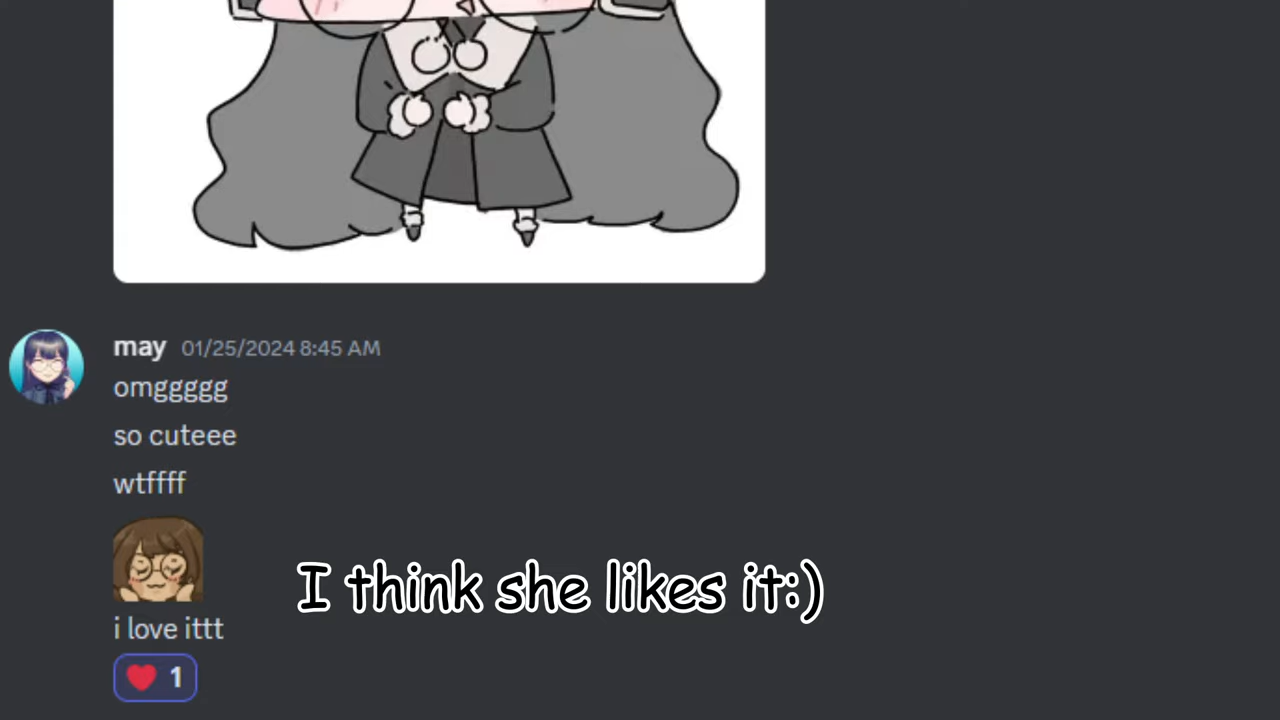 may 01/25/2024 8:45 AM
omggggg
so cuteee
wtffff
I think she likes it:)
i love ittt
1